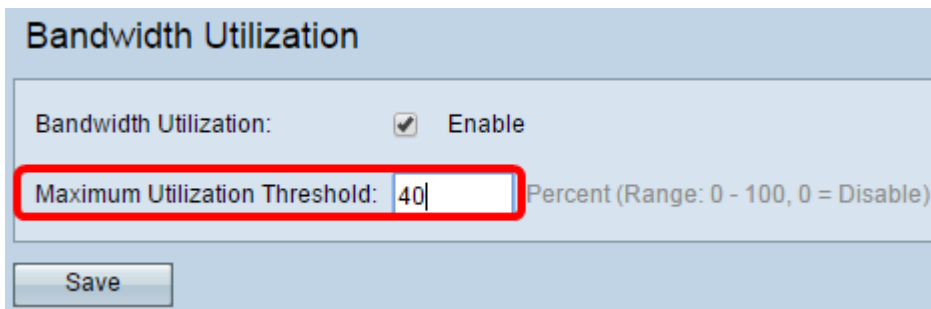 Bandwidth Utilization
Bandwidth Utilization: Enable
Maximum Utilization Threshold: 40 Percent (Range: 0 - 100, 0 = Disable)
Save